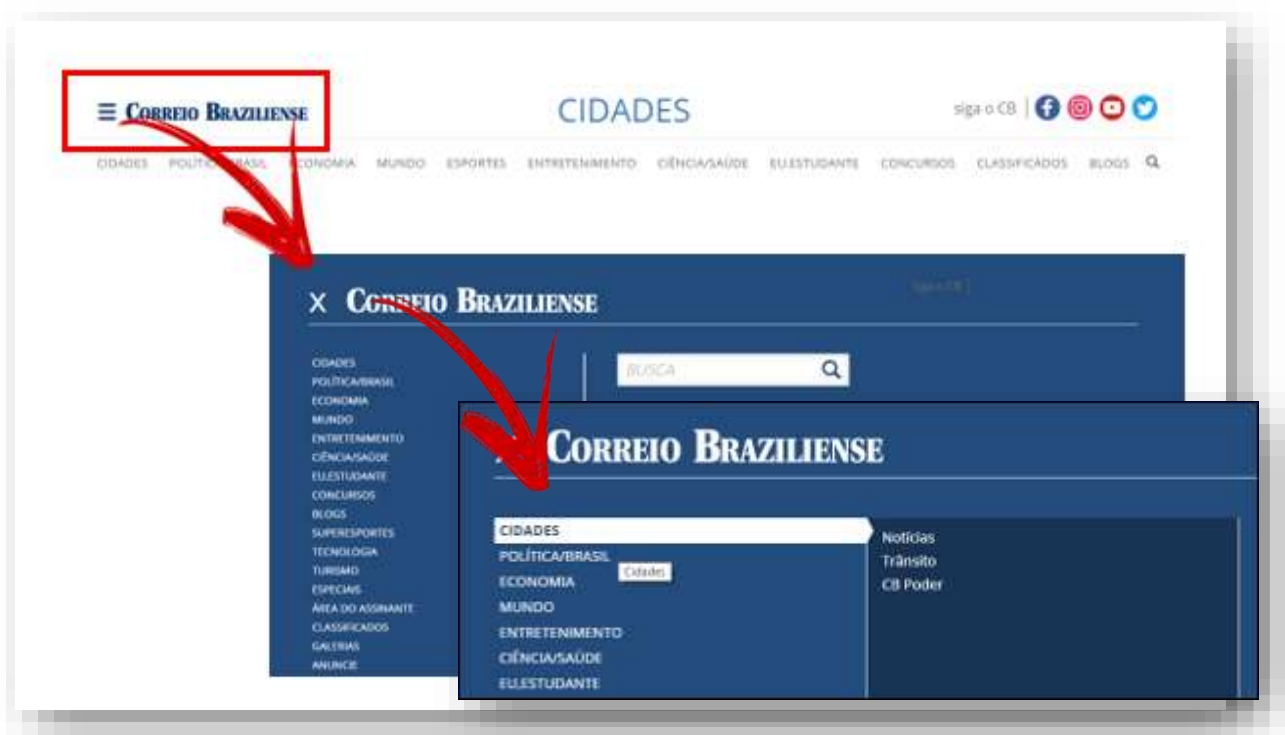 ☰ CORREIO BRAZILIENSE
CIDADES
siga o CB |
CIDADES POLÍTICA/BRASIL ECONOMIA MUNDO ESPORTES ENTRETENIMENTO CIÊNCIA/SAÚDE EU,ESTUDANTE CONCURSOS CLASSIFICADOS BLOGS
X CORREIO BRAZILIENSE
siga o CB |
BUSCA
CIDADES
POLÍTICA/BRASIL
ECONOMIA
MUNDO
ENTRETENIMENTO
CIÊNCIA/SAÚDE
EU,ESTUDANTE
CONCURSOS
BLOGS
SUPERESPORTES
TECNOLOGIA
TURISMO
ESPECIAIS
ÁREA DO ASSINANTE
CLASSIFICADOS
GALERIAS
ANUNCIE
CORREIO BRAZILIENSE
CIDADES
POLÍTICA/BRASIL
Cidades
ECONOMIA
MUNDO
ENTRETENIMENTO
CIÊNCIA/SAÚDE
EU,ESTUDANTE
Notícias
Trânsito
CB Poder